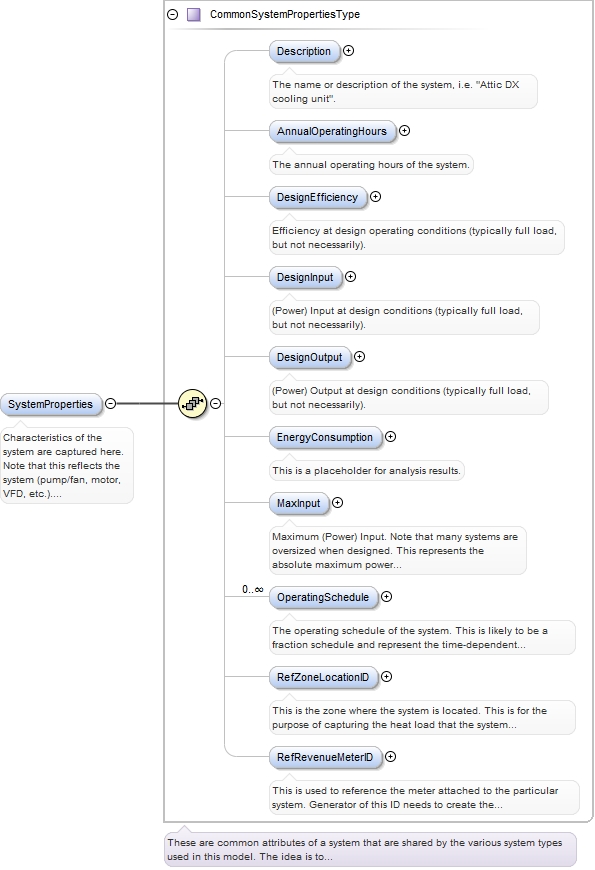 CommonSystemPropertiesType
Description
The name or description of the system, i.e. "Attic DX
cooling unit".
AnnualOperatingHours
The annual operating hours of the system.
DesignEfficiency
Efficiency at design operating conditions (typically full load,
but not necessarily).
DesignInput
(Power) Input at design conditions (typically full load,
but not necessarily).
DesignOutput
(Power) Output at design conditions (typically full load,
but not necessarily).
SystemProperties
Characteristics of the
system are captured here.
Note that this reflects the
system (pump/fan, motor,
VFD, etc.)....
EnergyConsumption
This is a placeholder for analysis results.
MaxInput
Maximum (Power) Input. Note that many systems are
oversized when designed. This represents the
absolute maximum power...
0..∞
OperatingSchedule
The operating schedule of the system. This is likely to be a
fraction schedule and represent the time-dependent...
RefZoneLocationID
This is the zone where the system is located. This is for the
purpose of capturing the heat load that the system...
RefRevenueMeterID
This is used to reference the meter attached to the particular
system. Generator of this ID needs to create the...
These are common attributes of a system that are shared by the various system types
used in this model. The idea is to...